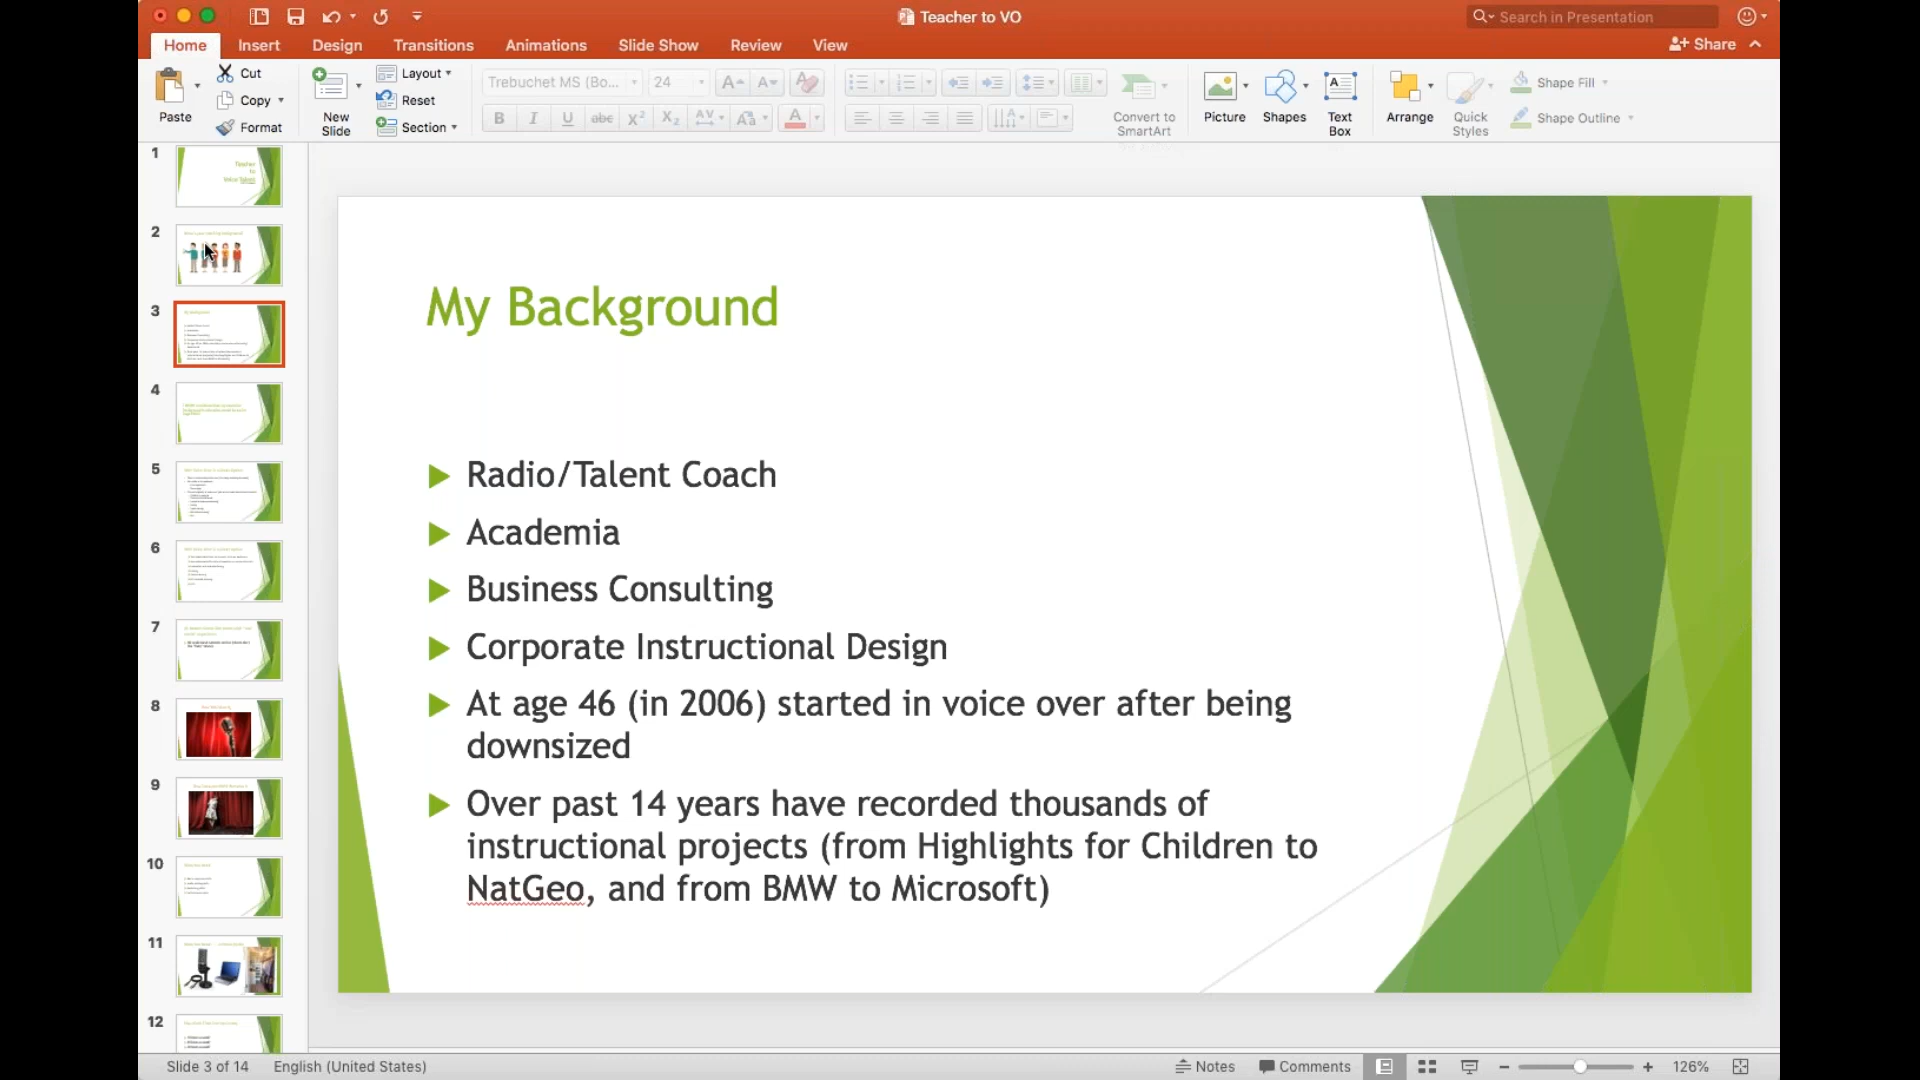 Teacher to VO
Search in Presentation
Home Insert Design Transitions Animations Slide Show Review View
Share
Paste
Cut
Copy
Format
New
Slide
Layout
Reset
Section
Trebuchet MS (Bo...
24
Convert to
SmartArt
Picture
Shapes
Text
Box
Arrange
Quick
Styles
Shape Fill
Shape Outline
1
Teacher
to
Voice Talent
2
3
4
5
6
7
8
9
10
11
12
My Background
Radio/Talent Coach
Academia
Business Consulting
Corporate Instructional Design
At age 46 (in 2006) started in voice over after being
downsized
Over past 14 years have recorded thousands of
instructional projects (from Highlights for Children to
NatGeo, and from BMW to Microsoft)
Slide 3 of 14
English (United States)
Notes
Comments
126%